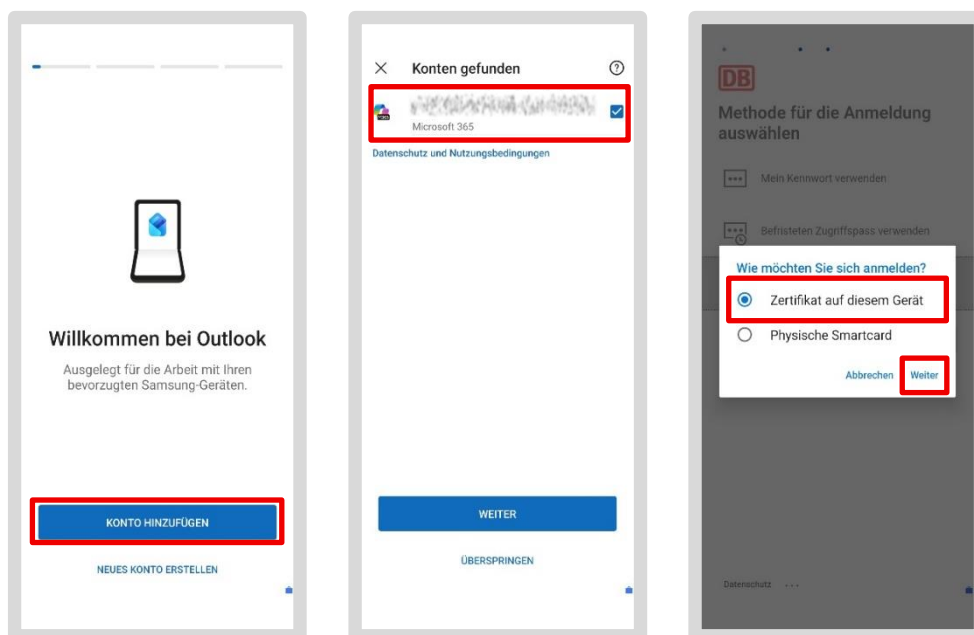 Willkommen bei Outlook
Ausgelegt für die Arbeit mit Ihren
bevorzugten Samsung-Geräten.
KONTO HINZUFÜGEN
NEUES KONTO ERSTELLEN
Konten gefunden
Microsoft 365
Datenschutz und Nutzungsbedingungen
WEITER
ÜBERSPRINGEN
DB
Methode für die Anmeldung
auswählen
Mein Kennwort verwenden
Befristeten Zugriffspass verwenden
Wie möchten Sie sich anmelden?
Zertifikat auf diesem Gerät
Physische Smartcard
Abbrechen Weiter
Datenschutz ...